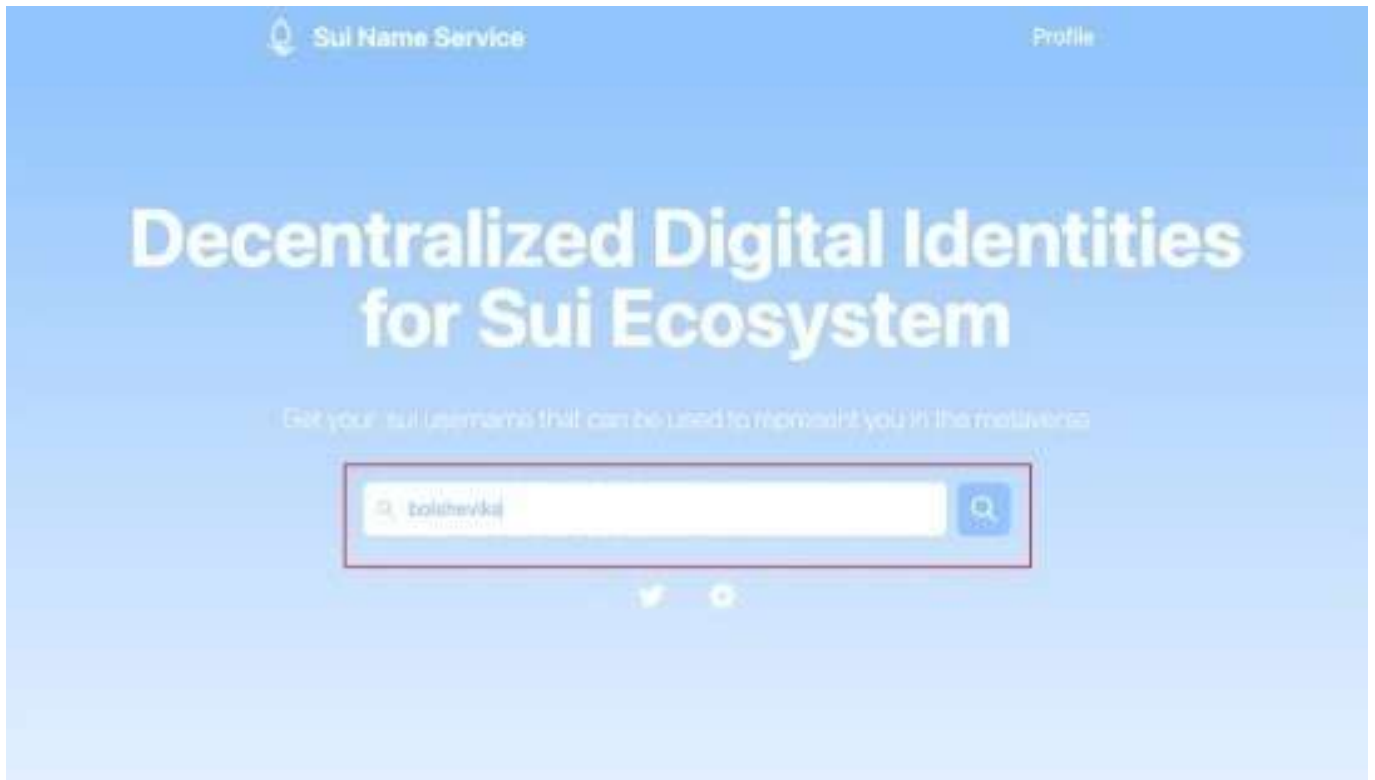 Sui Name Service
Profile
Decentralized Digital Identities
for Sui Ecosystem
Get your .sui username that can be used to represent you in the metaverse
bolshevika